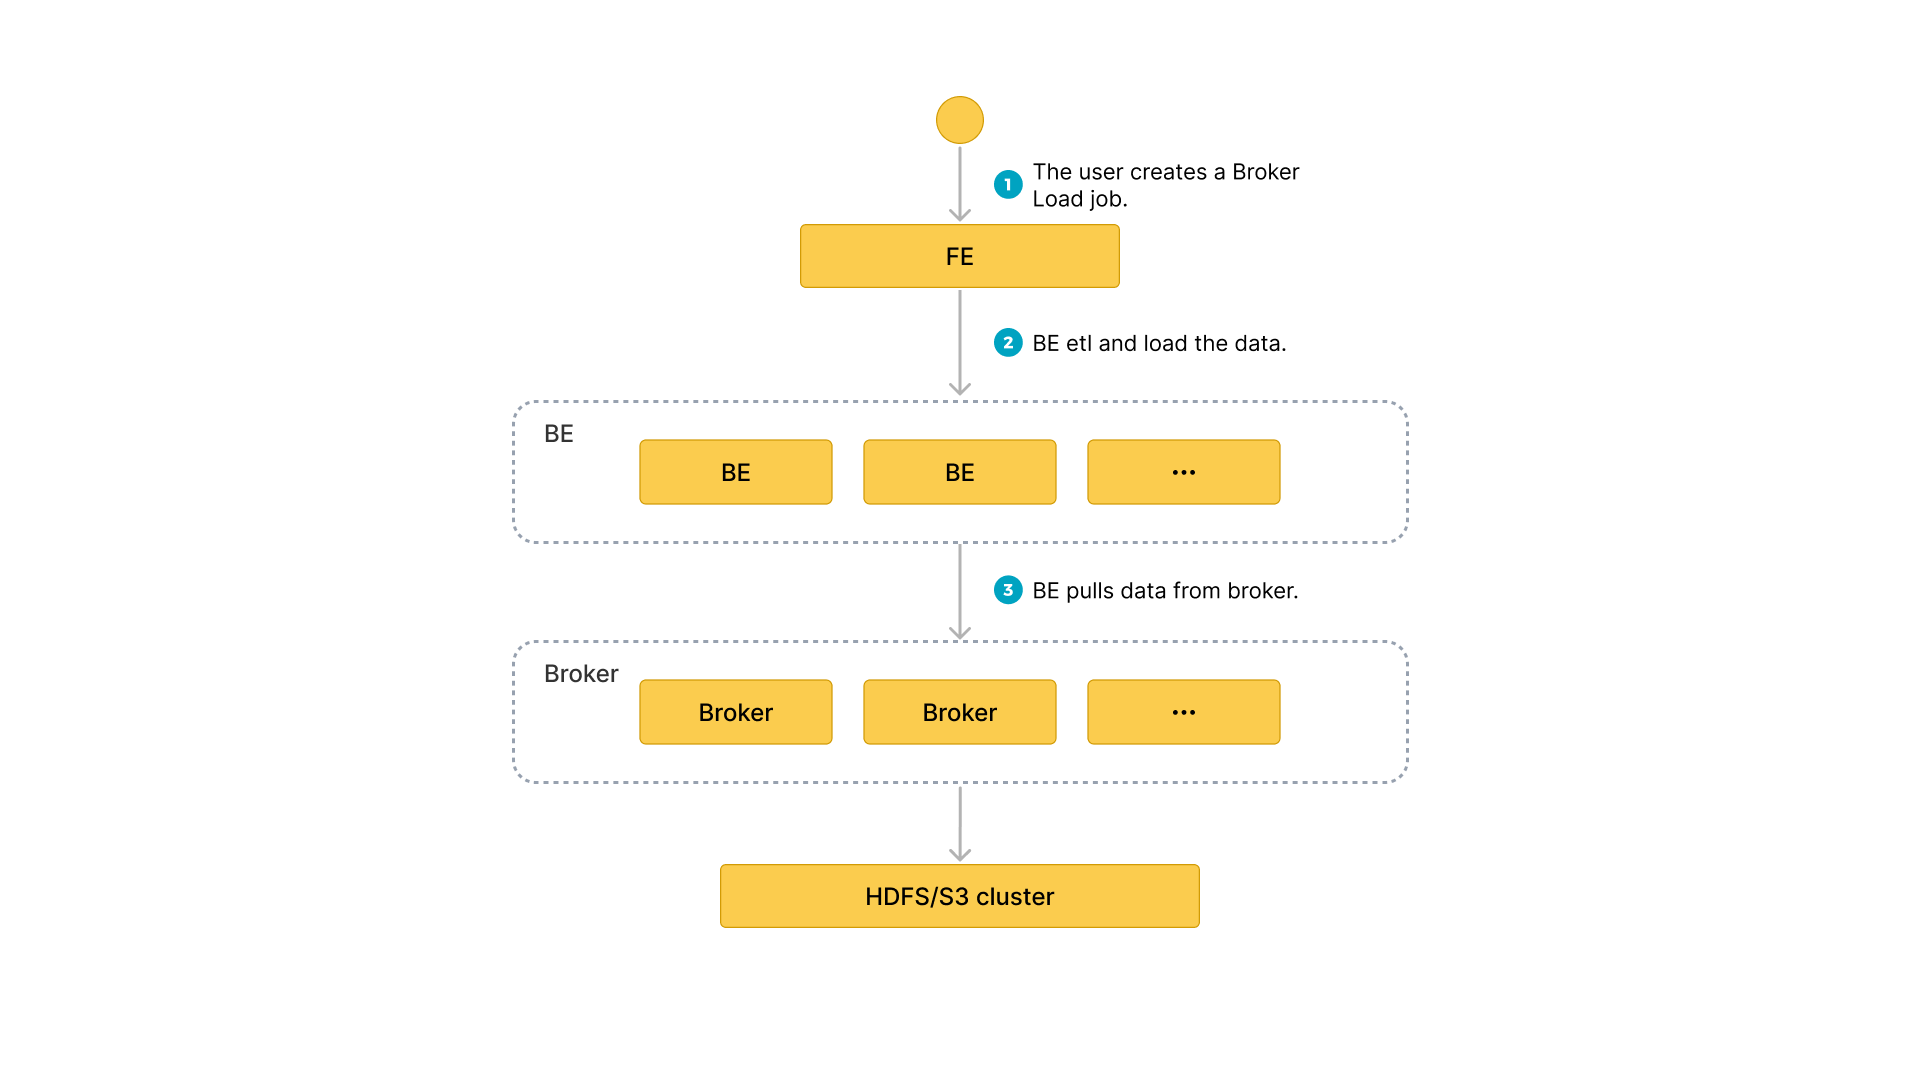 1 The user creates a Broker
Load job.
FE
2 BE etl and load the data.
BE
BE BE ...
3 BE pulls data from broker.
Broker
Broker Broker ...
HDFS/S3 cluster